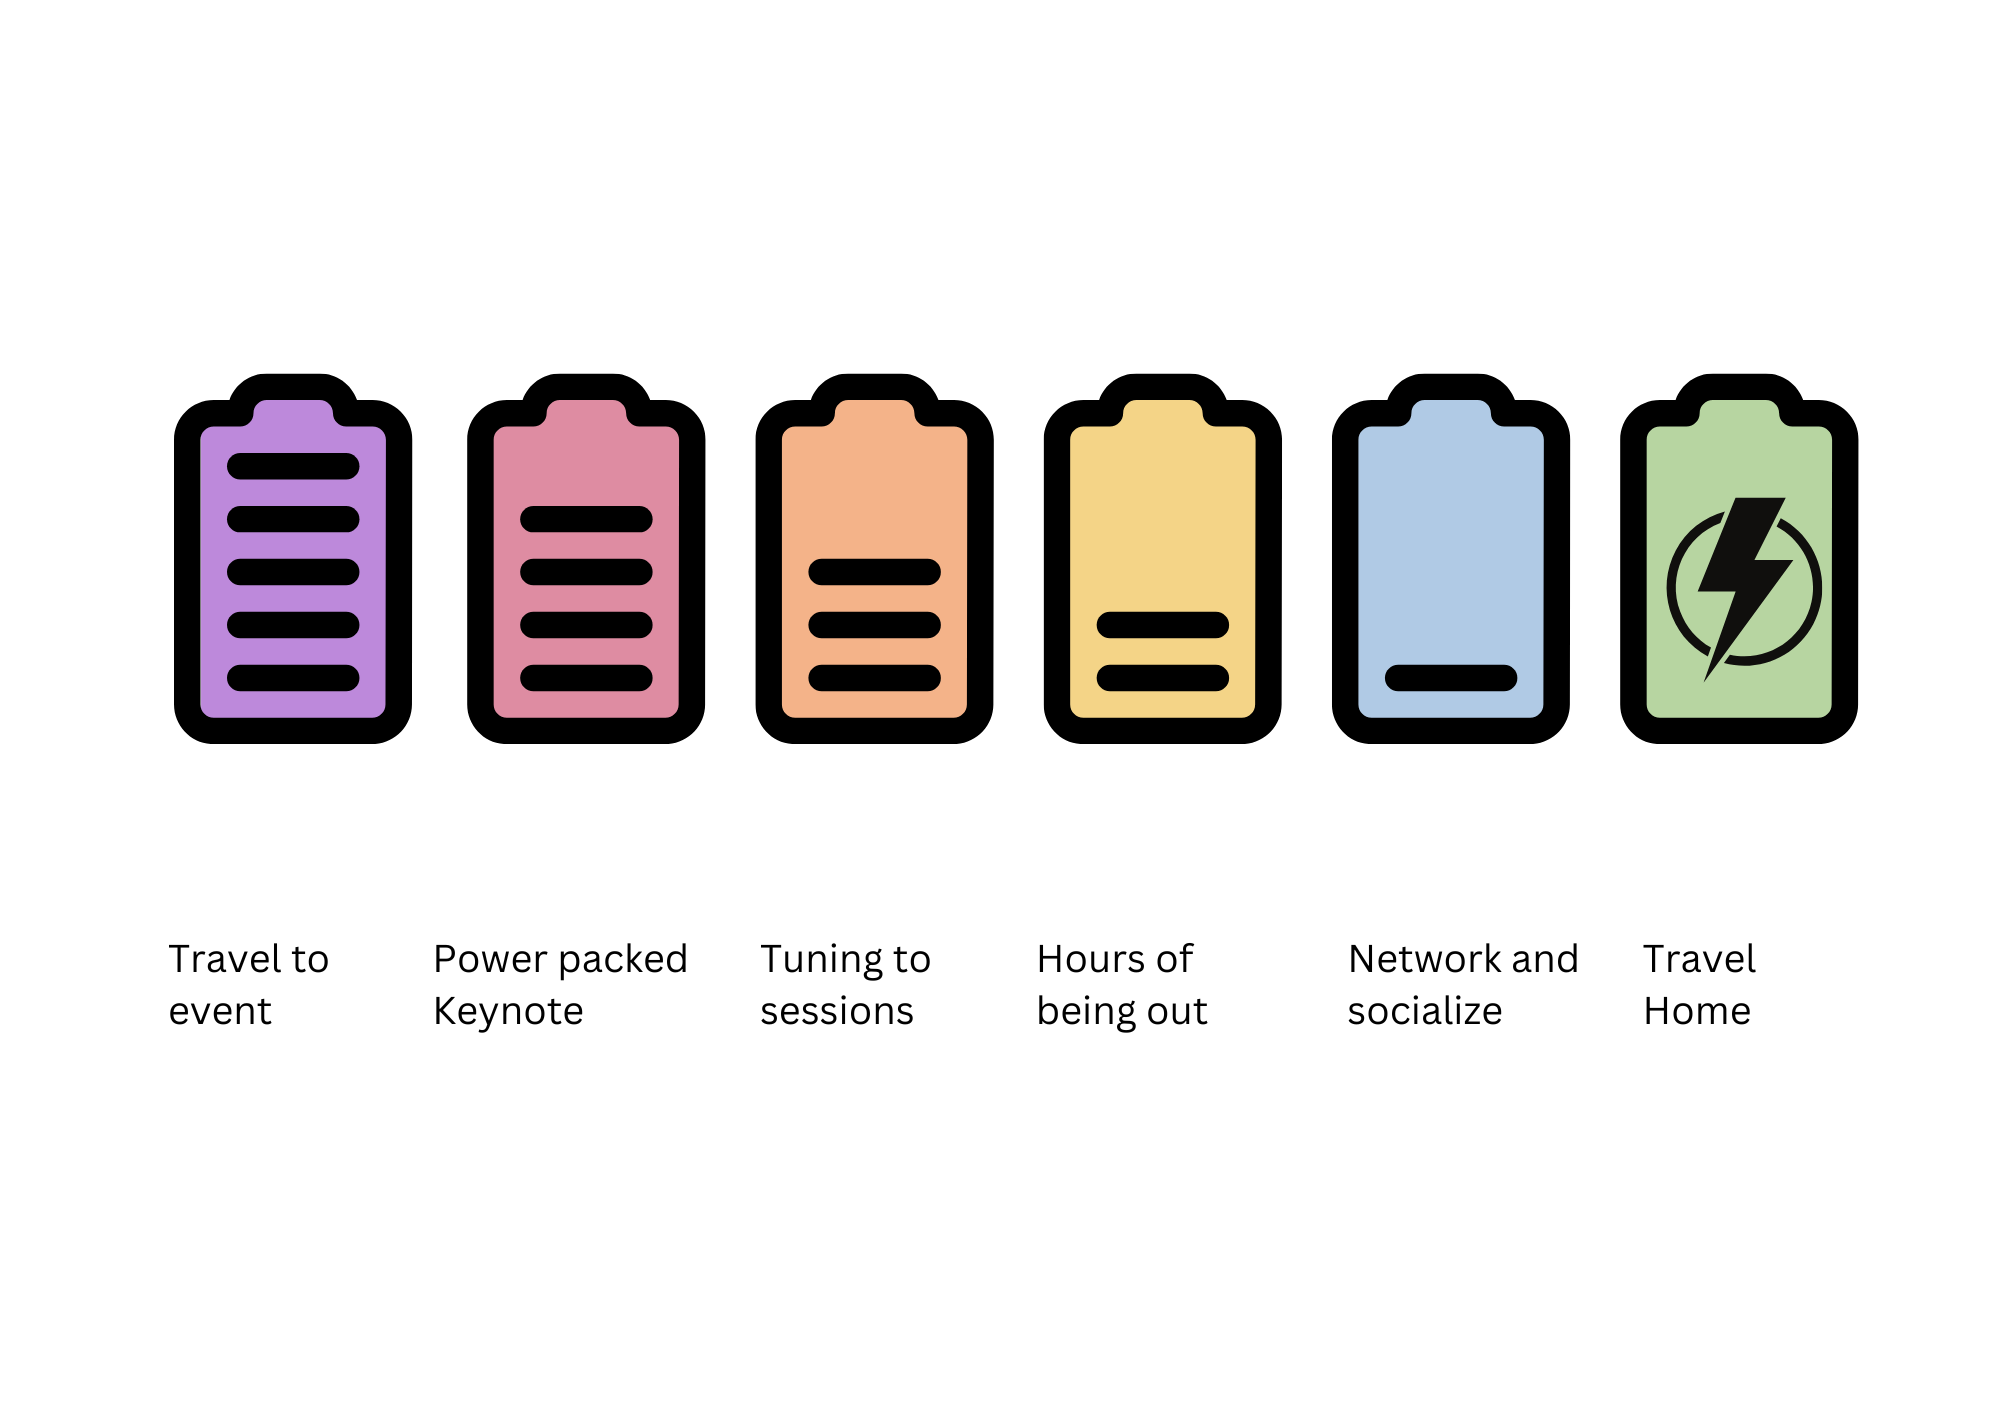 Travel to
event
Power packed
Keynote
Tuning to
sessions
Hours of
being out
Network and
socialize
Travel
Home